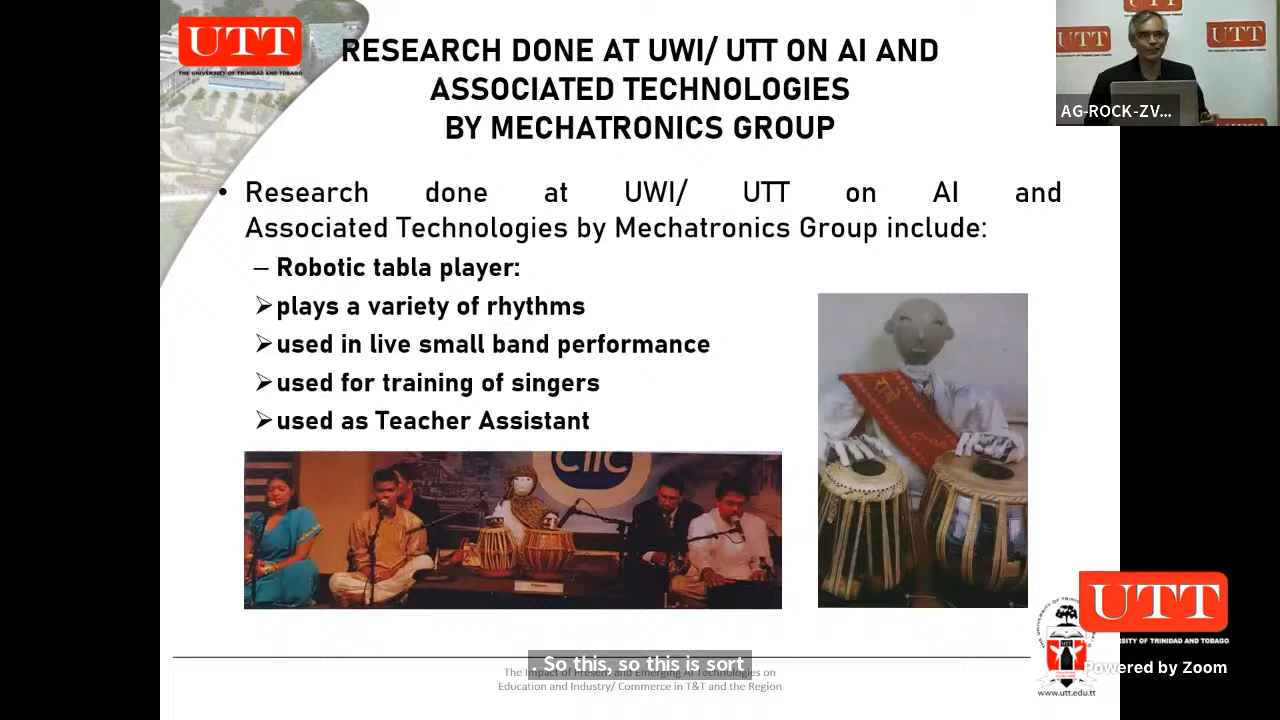 UTT
THE UNIVERSITY OF TRINIDAD AND TOBAGO
RESEARCH DONE AT UWI/ UTT ON AI AND
ASSOCIATED TECHNOLOGIES
BY MECHATRONICS GROUP
UTT
UTT
AG-ROCK-ZV...
• Research done at UWI/ UTT on AI and
Associated Technologies by Mechatronics Group include:
– Robotic tabla player:
➢plays a variety of rhythms
➢used in live small band performance
➢used for training of singers
➢used as Teacher Assistant
CIIC
UTT
Powered by Zoom
www.utt.edu.tt
. So this, so this is sort
The Impact of Present and Emerging AI Technologies on
Education and Industry/ Commerce in T&T and the Region